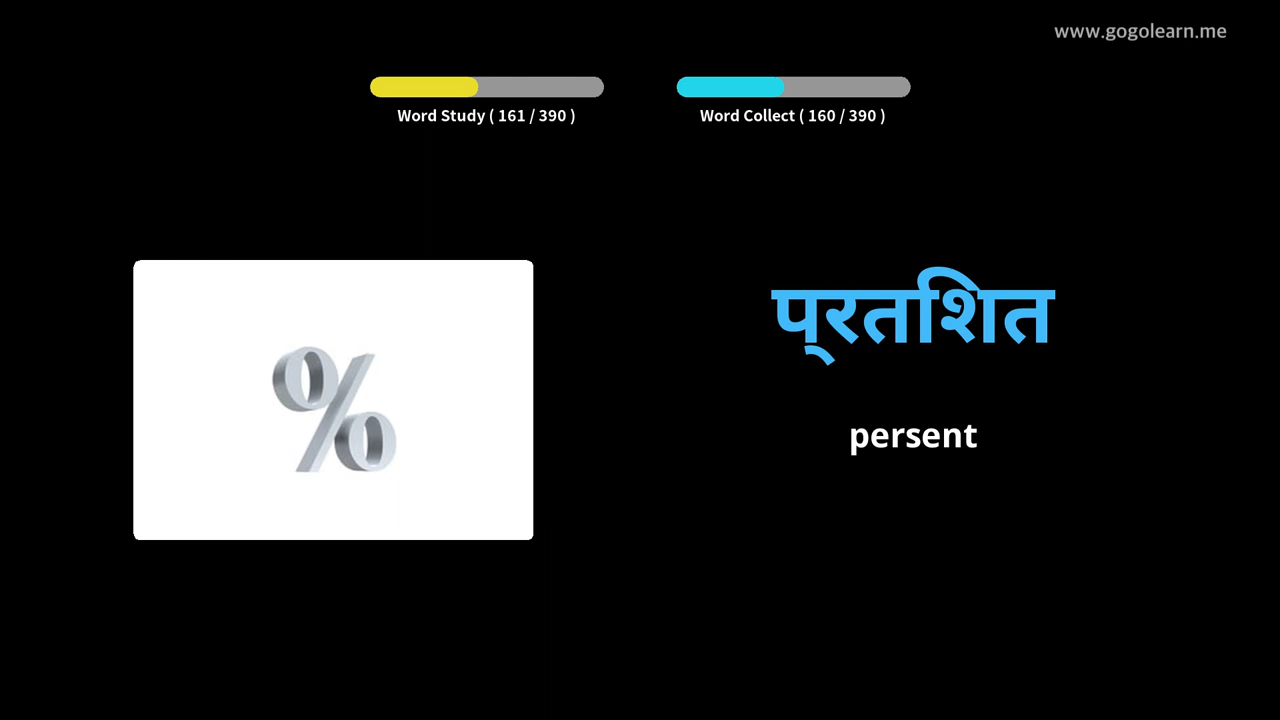 www.gogolearn.me
Word Study ( 161 / 390 )
Word Collect ( 160 / 390 )
%
प्रतिशत
persent